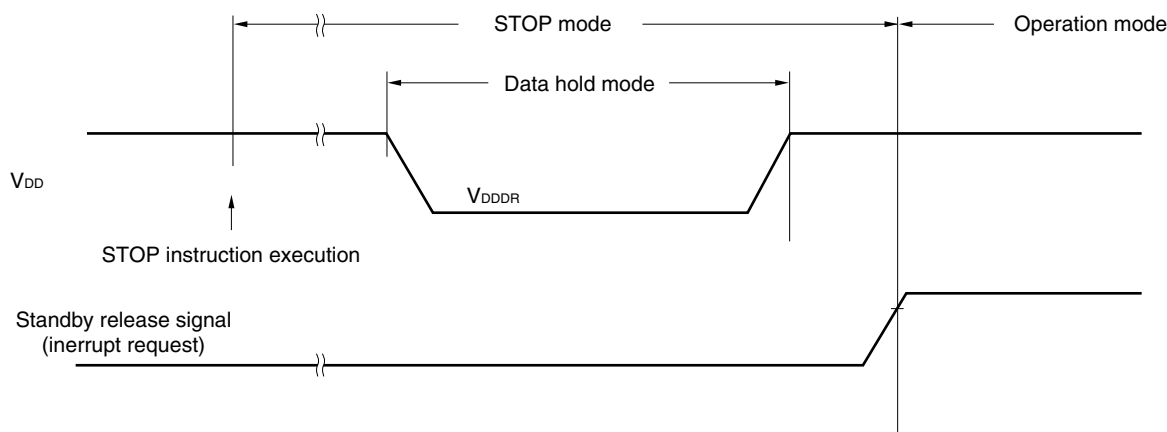 STOP mode
Operation mode
Data hold mode
VDD
VDDDR
STOP instruction execution
Standby release signal
(inerrupt request)